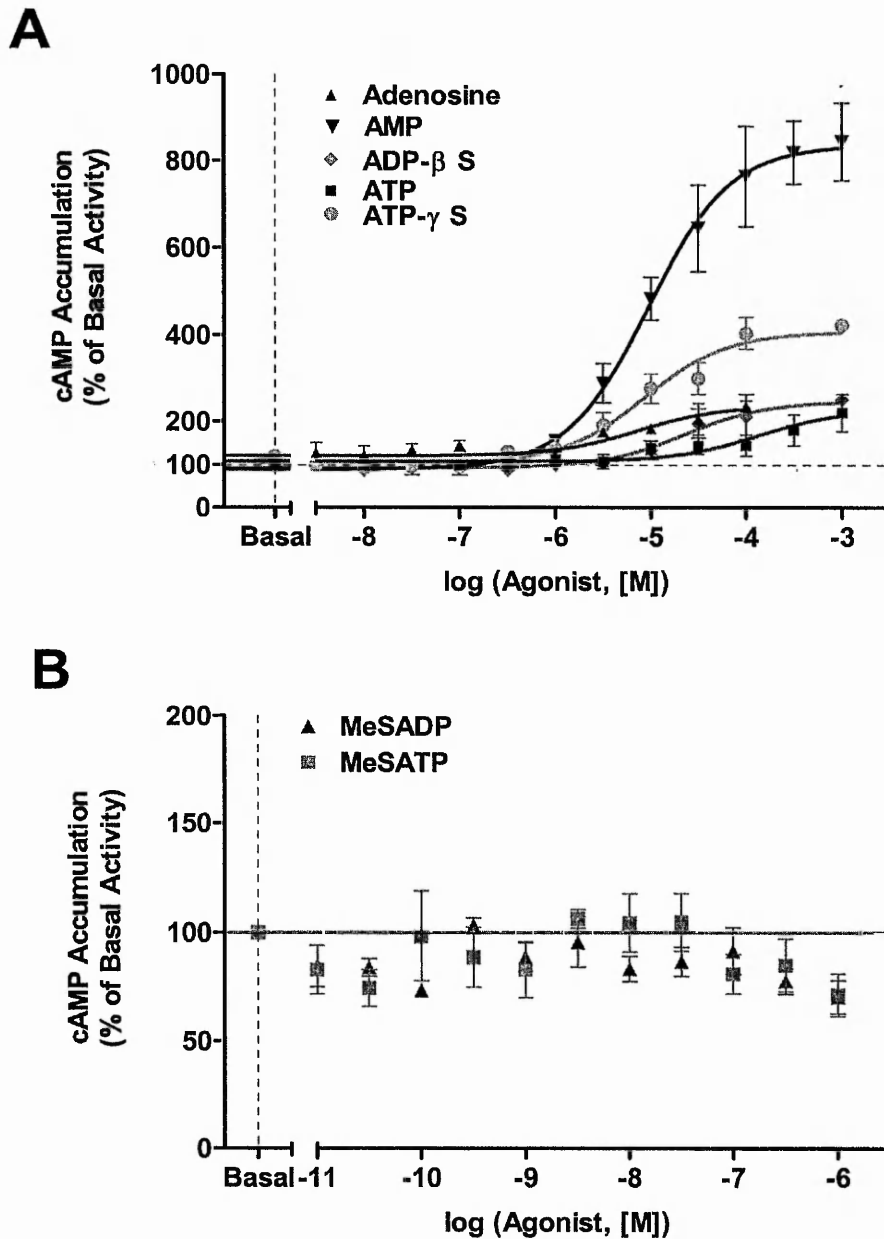 A
1000
800
600
400
200
100
0
cAMP Accumulation
(% of Basal Activity)
Adenosine
AMP
ADP-β S
ATP
ATP-γ S
Basal -8 -7 -6 -5 -4 -3
log (Agonist, [M])
B
200
150
100
50
0
cAMP Accumulation
(% of Basal Activity)
MeSADP
MeSATP
Basal -11 -10 -9 -8 -7 -6
log (Agonist, [M])